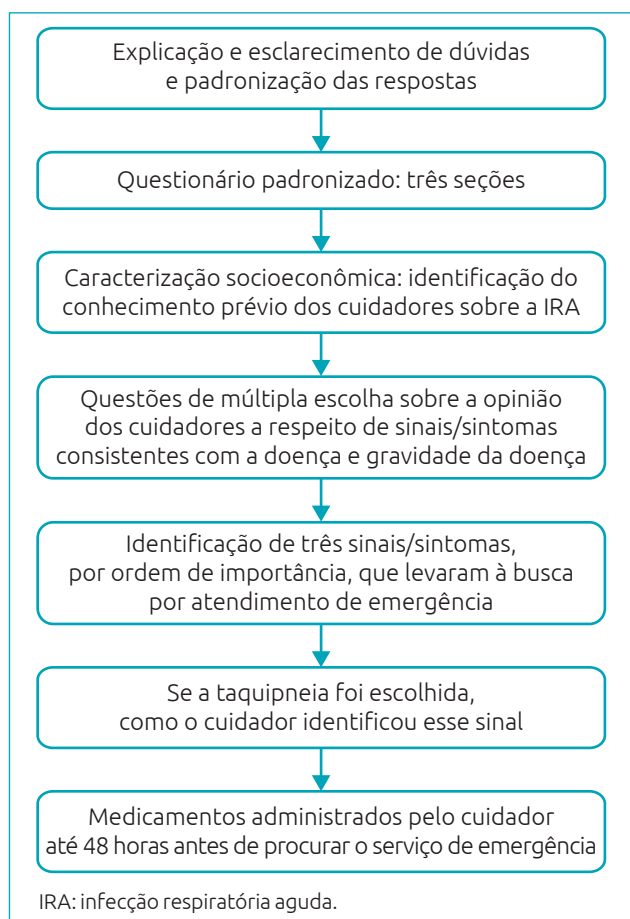 Explicação e esclarecimento de dúvidas
e padronização das respostas
Questionário padronizado: três seções
Caracterização socioeconômica: identificação do
conhecimento prévio dos cuidadores sobre a IRA
Questões de múltipla escolha sobre a opinião
dos cuidadores a respeito de sinais/sintomas
consistentes com a doença e gravidade da doença
Identificação de três sinais/sintomas,
por ordem de importância, que levaram à busca
por atendimento de emergência
Se a taquipneia foi escolhida,
como o cuidador identificou esse sinal
Medicamentos administrados pelo cuidador
até 48 horas antes de procurar o serviço de emergência
IRA: infecção respiratória aguda.